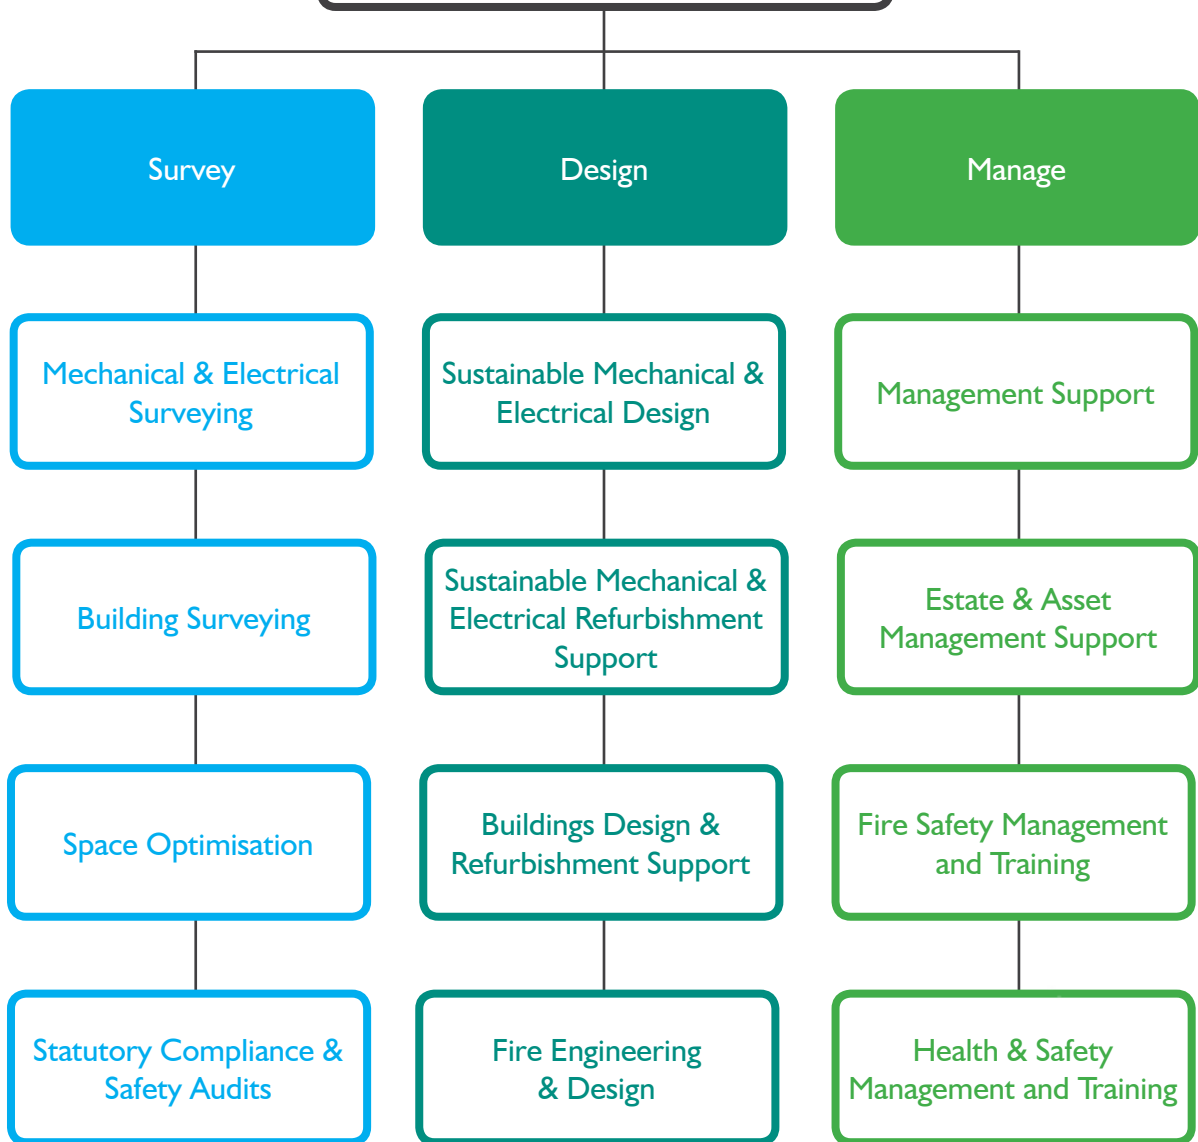 Survey
Design
Manage
Mechanical & Electrical
Surveying
Sustainable Mechanical &
Electrical Design
Management Support
Building Surveying
Sustainable Mechanical &
Electrical Refurbishment
Support
Estate & Asset
Management Support
Space Optimisation
Buildings Design &
Refurbishment Support
Fire Safety Management
and Training
Statutory Compliance &
Safety Audits
Fire Engineering
& Design
Health & Safety
Management and Training